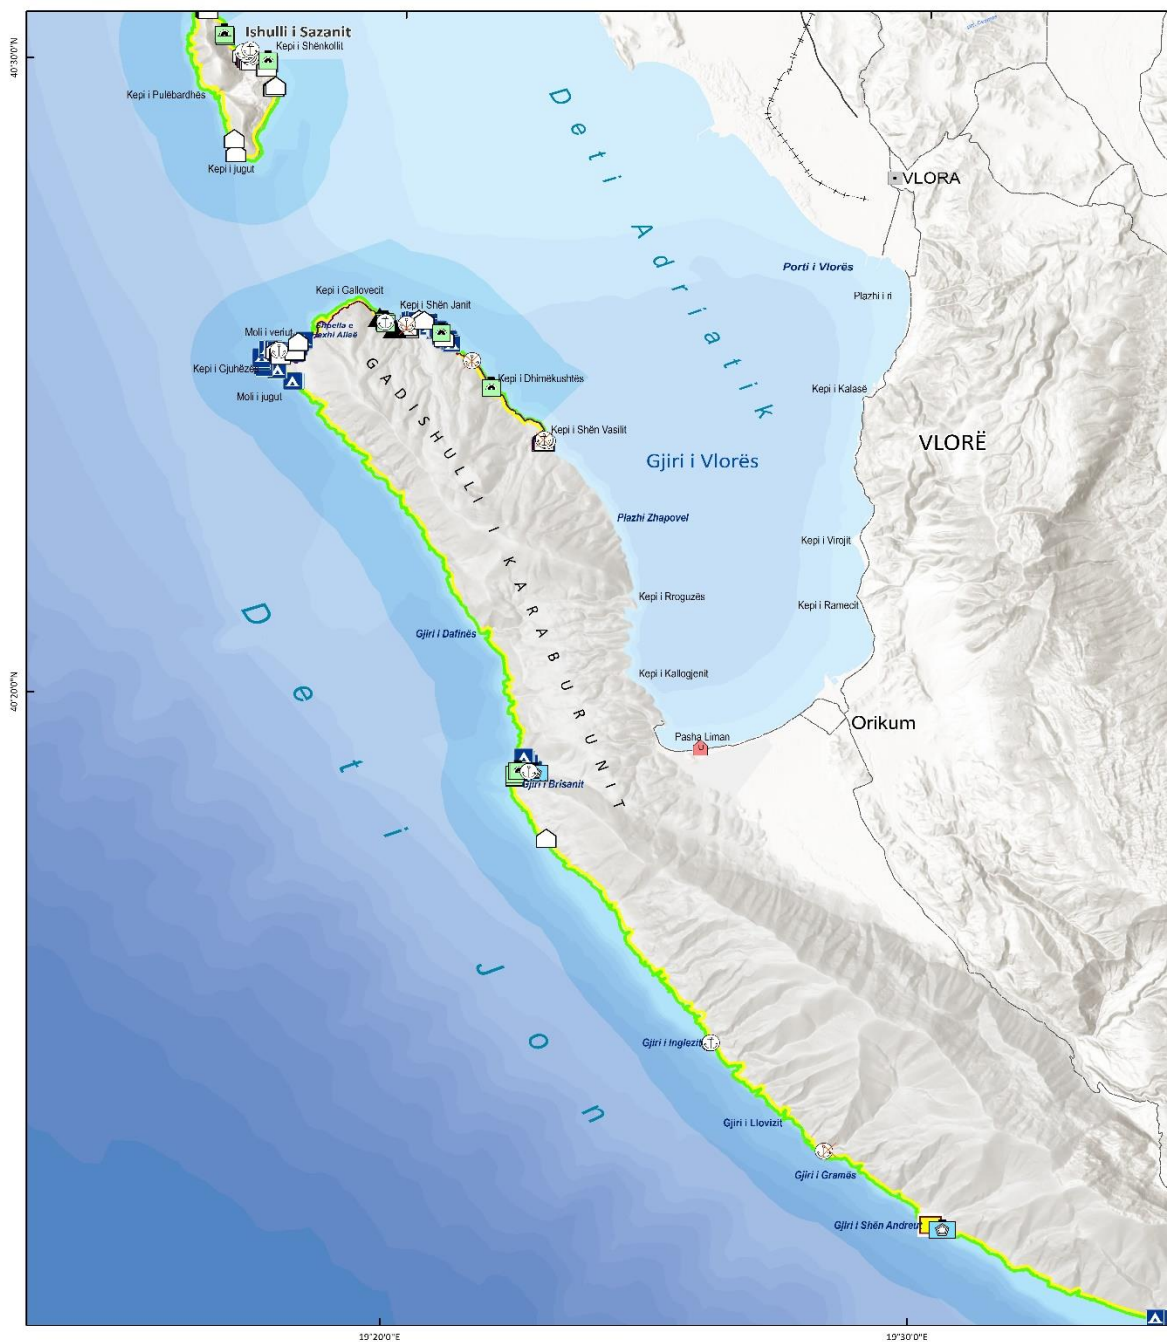 Ishulli i Sazanit
Kepi i Shënkollit
40°30'0"N
Kepi i Pulëbardhës
Kepi i jugut
Deti Adriatik
VLORA
Porti i Vlorës
Plazhi i ri
Kepi i Gallovecit
Kepi i Shën Janit
Moli i veriut
Kepi i Gjuhëzës
Moli i jugut
Kepi i Dhimëkushtës
Kepi i Kalasë
Kepi i Shën Vasilit
VLORË
Gjiri i Vlorës
GADISHULLI I KARABURUNIT
Plazhi Zhapovel
Kepi i Virojit
Kepi i Rroguzës
Kepi i Ramecit
Gjiri i Dafinës
Kepi i Kallogjenit
40°20'0"N
Orikum
Pasha Liman
Gjiri i Brisanit
Deti Jon
Gjiri i Inglezit
Gjiri i Llovizit
Gjiri i Gramës
Gjiri i Shën Andreut
19°20'0"E
19°30'0"E